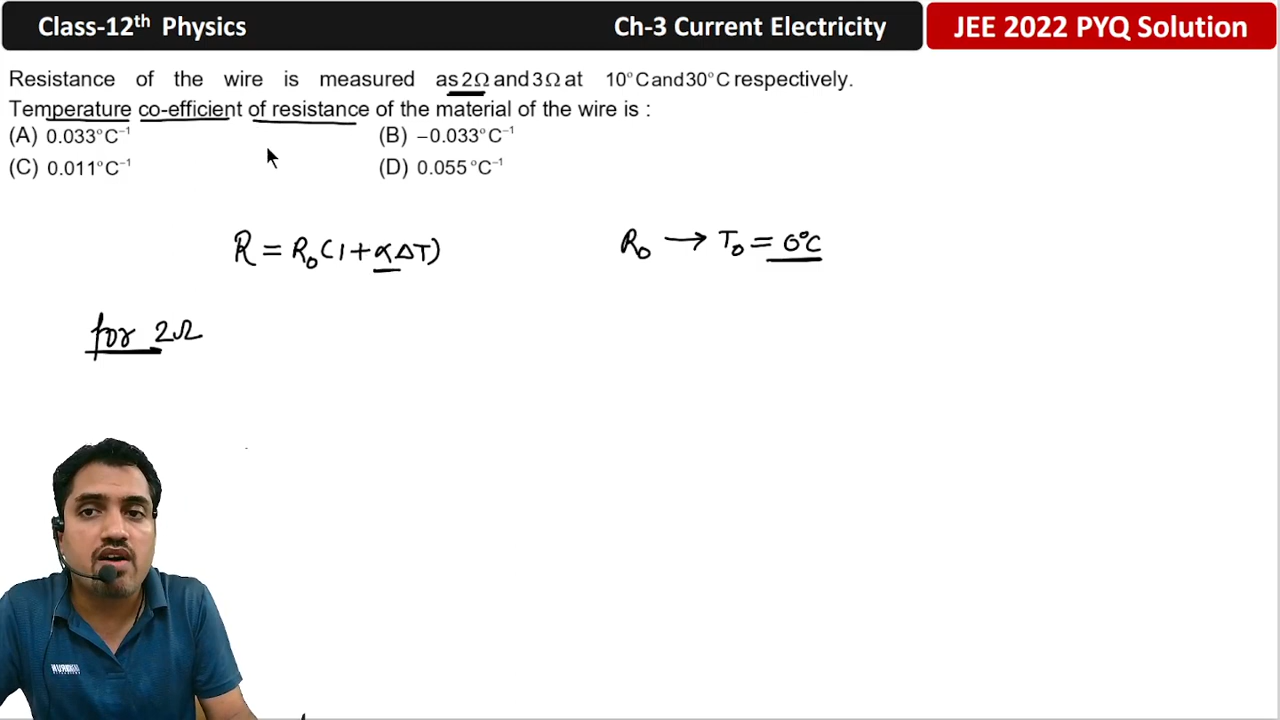 Class-12th Physics
Ch-3 Current Electricity
JEE 2022 PYQ Solution
Resistance of the wire is measured as 2Ω and 3Ω at 10°C and 30°C respectively.
Temperature co-efficient of resistance of the material of the wire is :
(A) 0.033°C⁻¹ (B) −0.033°C⁻¹
(C) 0.011°C⁻¹ (D) 0.055°C⁻¹
R = R₀(1+αΔT) R₀ → T₀ = 0°C
for 2Ω